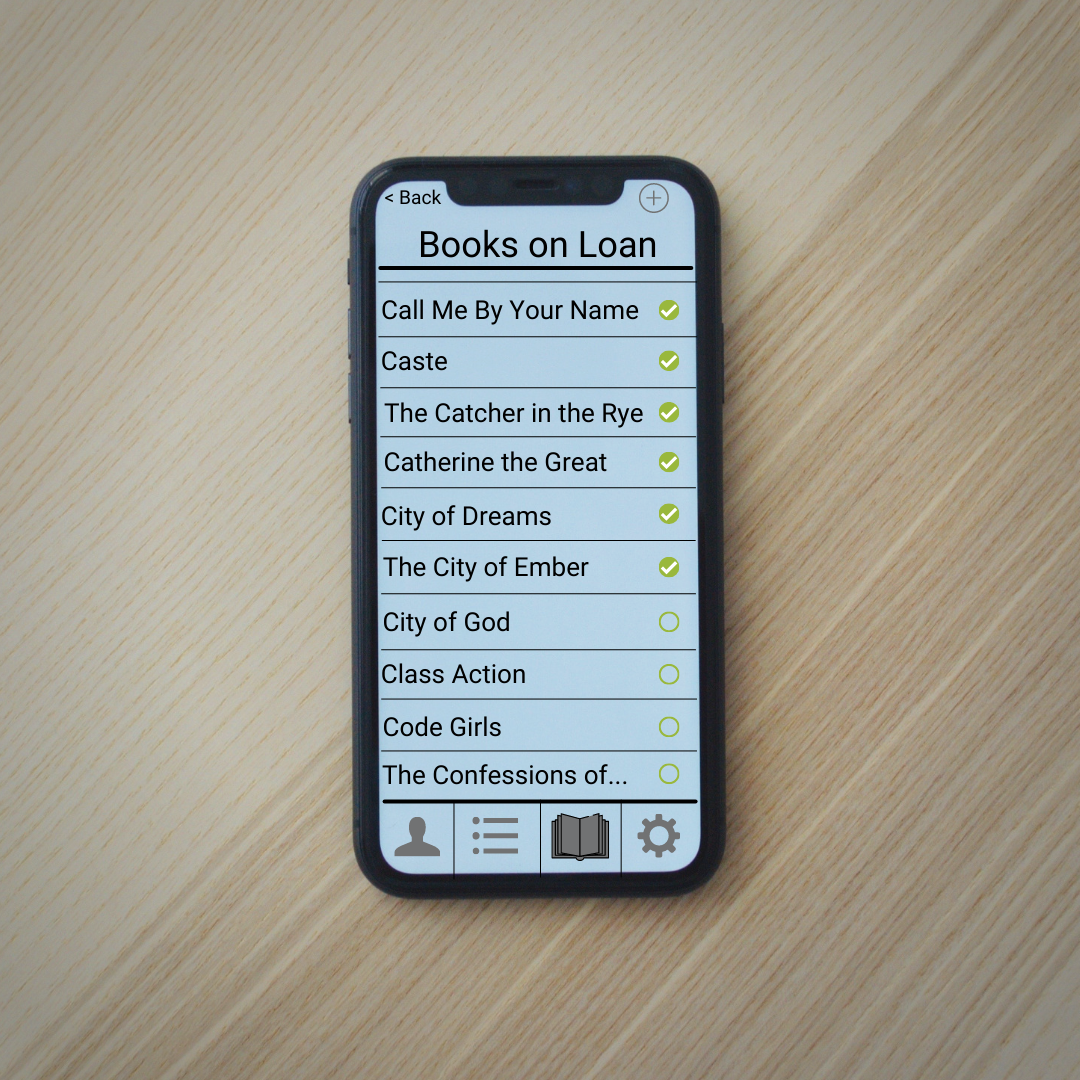 < Back
Books on Loan
Call Me By Your Name
Caste
The Catcher in the Rye
Catherine the Great
City of Dreams
The City of Ember
City of God
Class Action
Code Girls
The Confessions of...